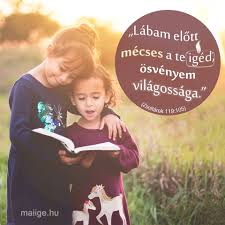 „Lábam előtt
mécses a te igéd,
ösvényem
világossága.”
(Zsoltárok 119:105)
maiige.hu